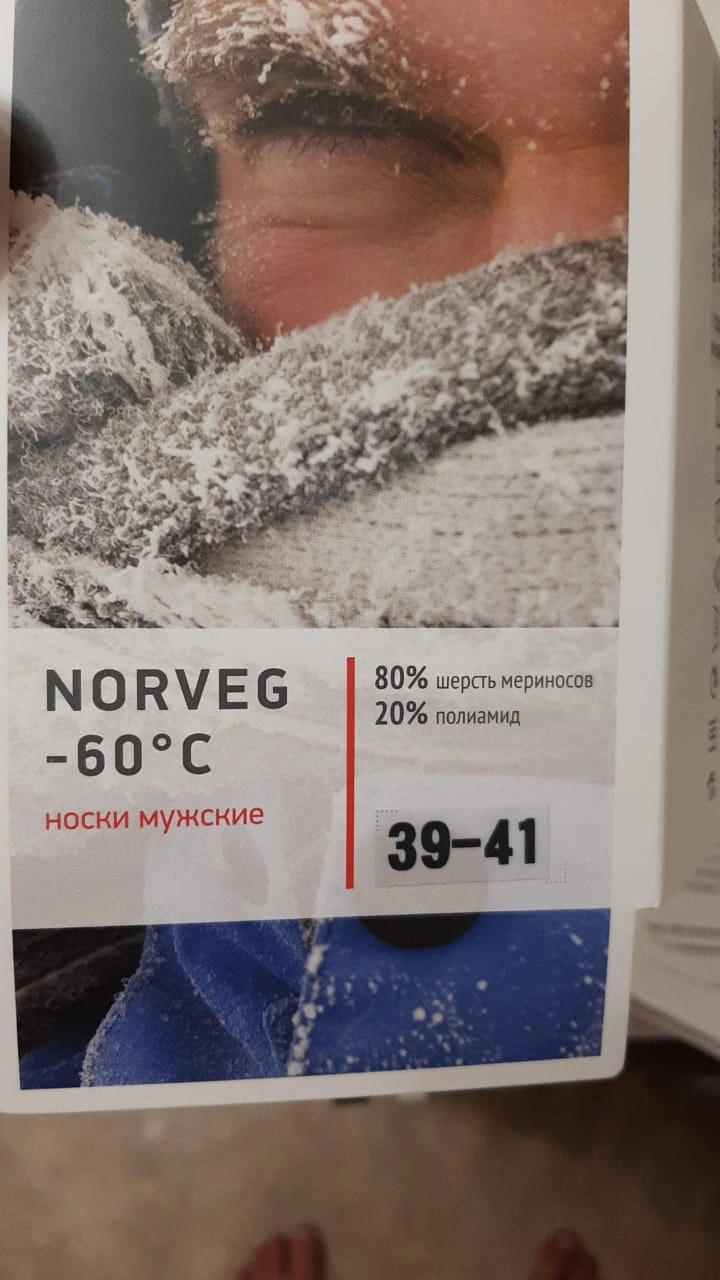 NORVEG
-60°C
носки мужские
80% шерсть мериносов
20% полиамид
39-41